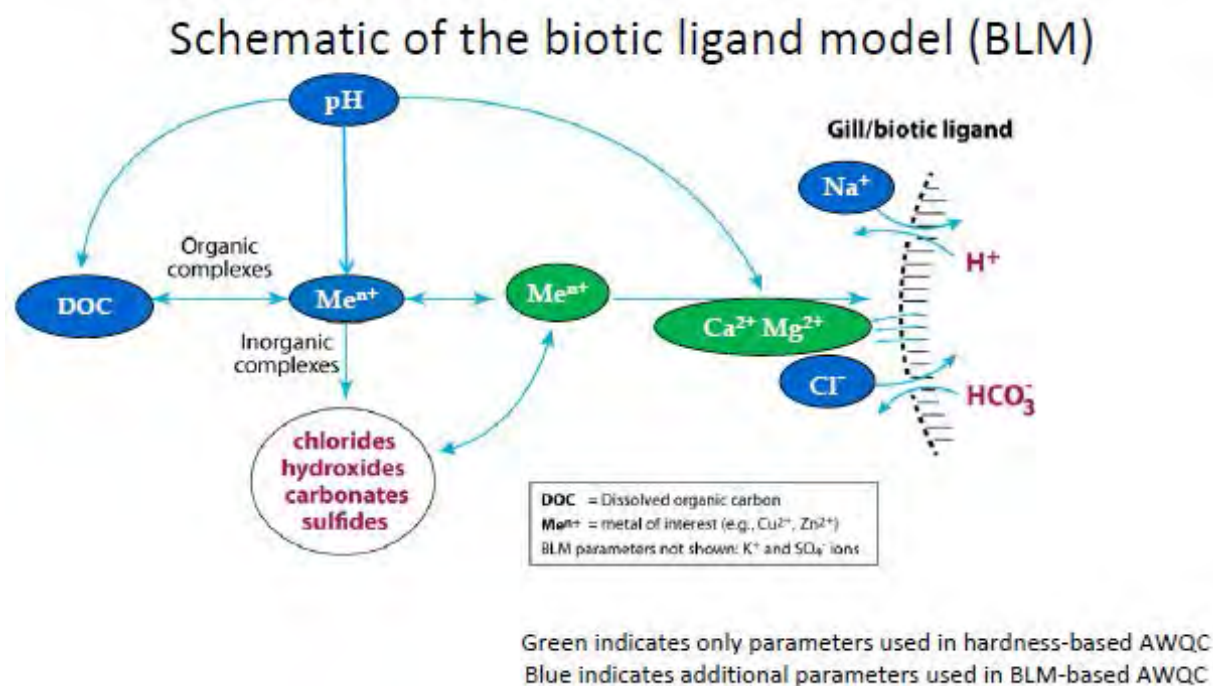 Schematic of the biotic ligand model (BLM)
pH
Gill/biotic ligand
Na⁺
H⁺
Organic
complexes
DOC
Meⁿ⁺
Meⁿ⁺
Ca²⁺ Mg²⁺
Inorganic
complexes
Cl⁻
HCO₃⁻
chlorides
hydroxides
carbonates
sulfides
DOC = Dissolved organic carbon
Meⁿ⁺ = metal of interest (e.g., Cu²⁺, Zn²⁺)
BLM parameters not shown: K⁺ and SO₄⁻ ions
Green indicates only parameters used in hardness-based AWQC
Blue indicates additional parameters used in BLM-based AWQC